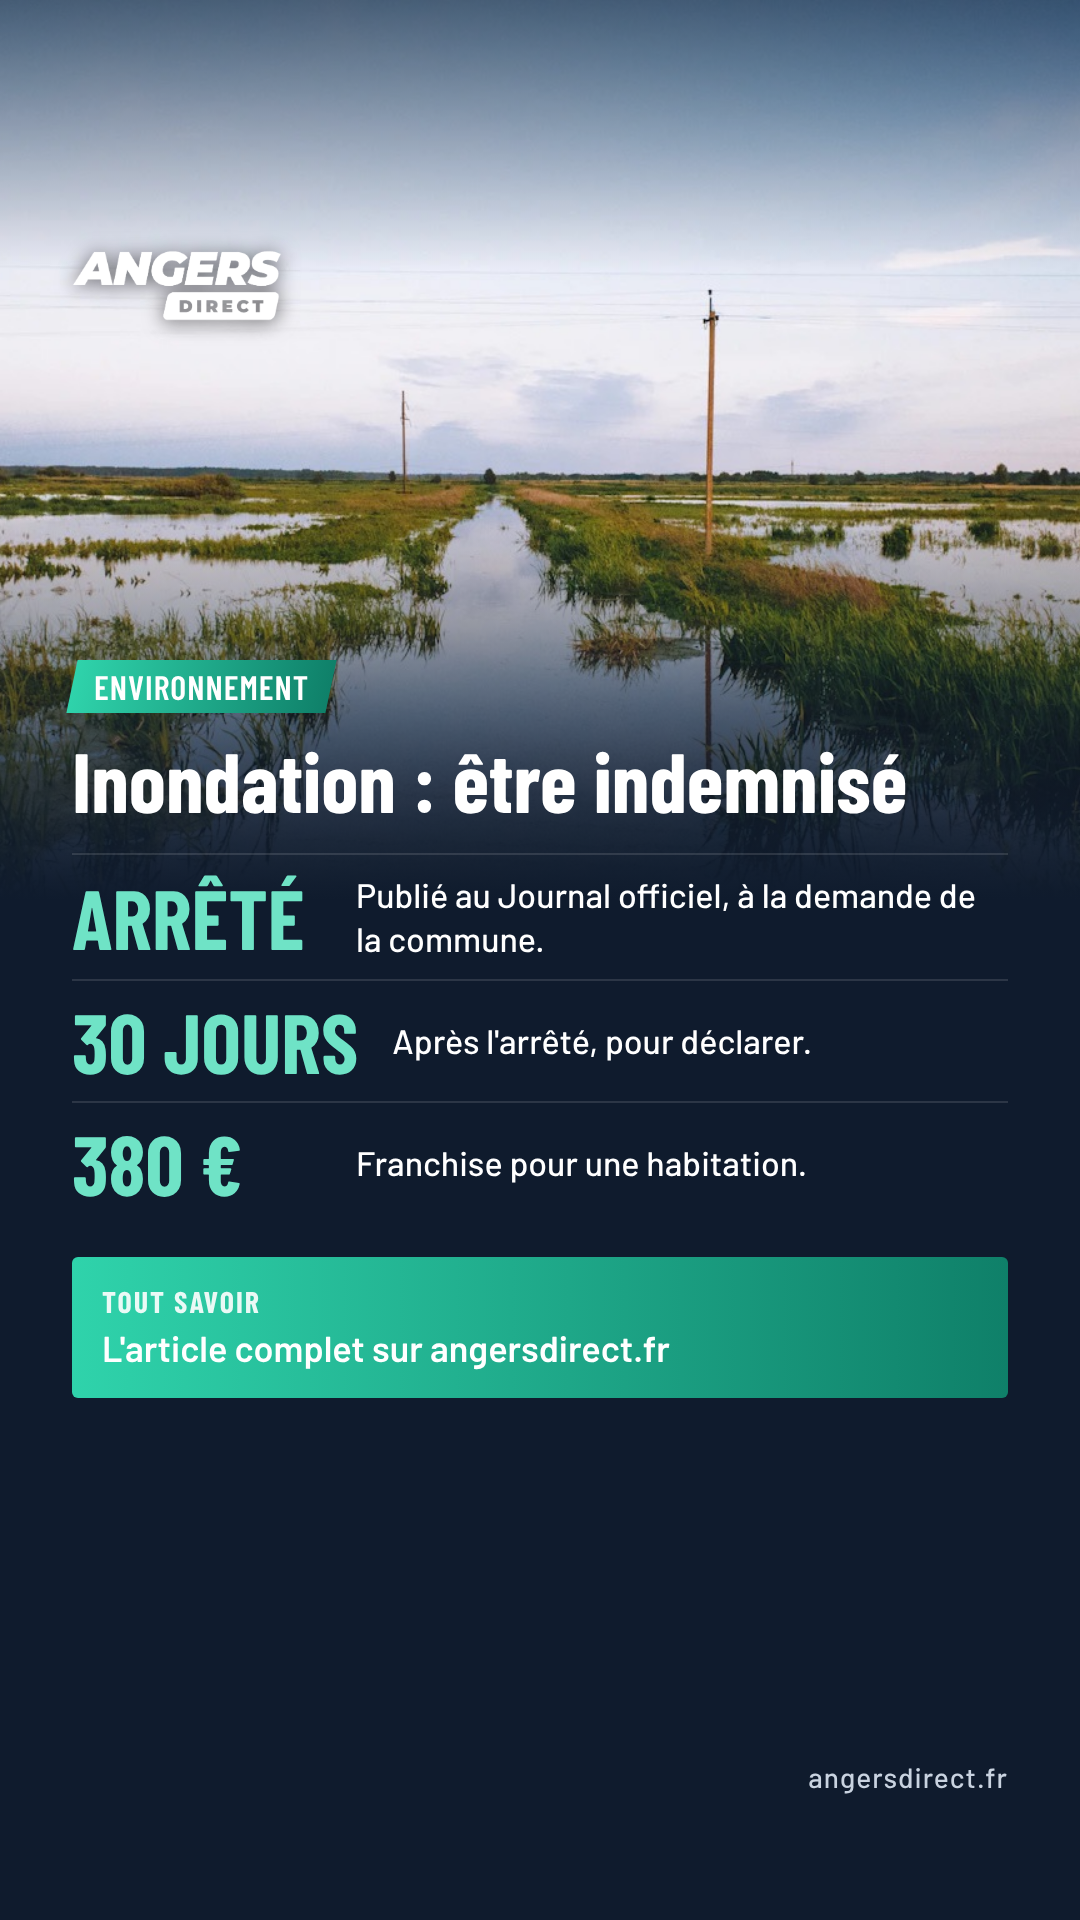 ANGERS
DIRECT
ENVIRONNEMENT
Inondation : être indemnisé
ARRÊTÉ
Publié au Journal officiel, à la demande de
la commune.
30 JOURS
Après l'arrêté, pour déclarer.
380 €
Franchise pour une habitation.
TOUT SAVOIR
L'article complet sur angersdirect.fr
angersdirect.fr